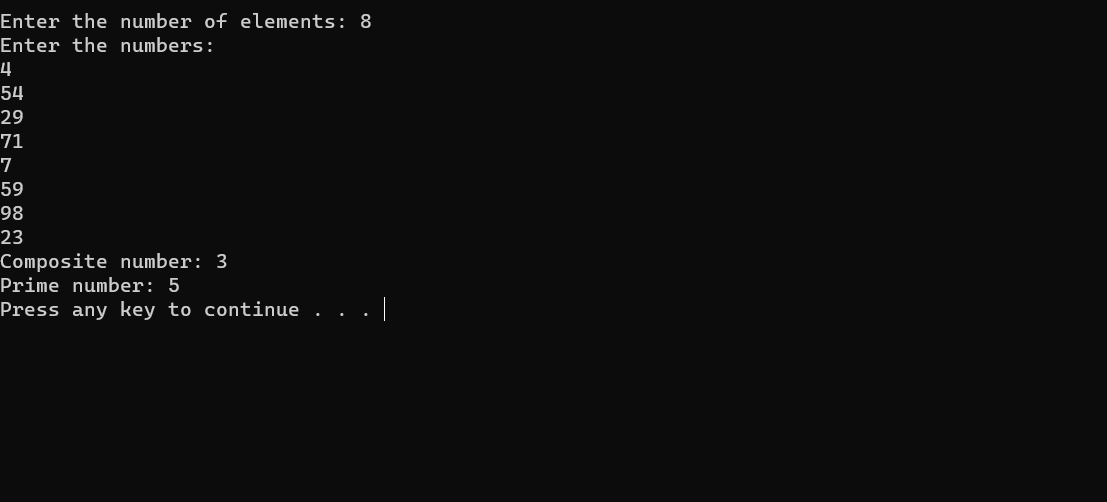 Enter the number of elements: 8
Enter the numbers:
4
54
29
71
7
59
98
23
Composite number: 3
Prime number: 5
Press any key to continue . . .